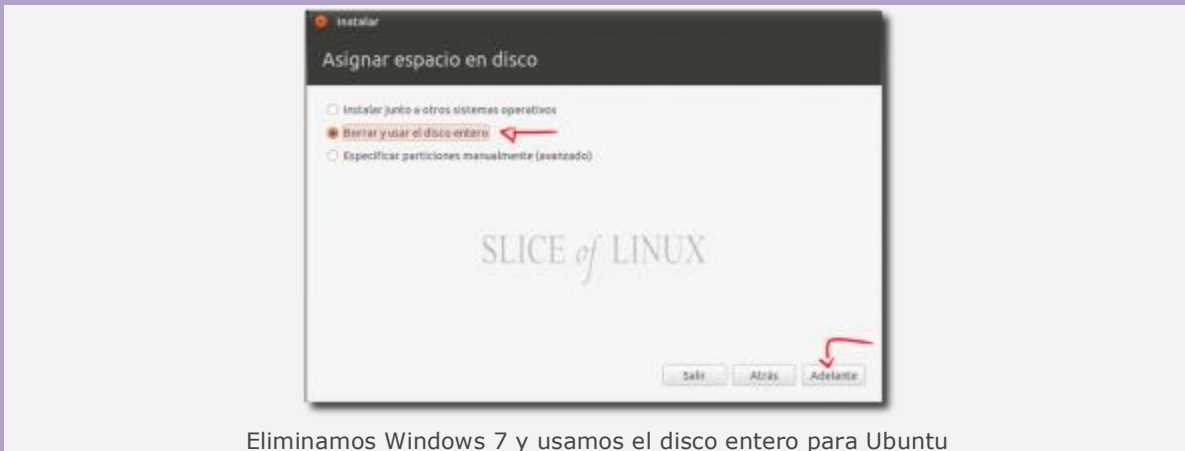 Instalar
Asignar espacio en disco
Instalar junto a otros sistemas operativos
Borrar y usar el disco entero
Especificar particiones manualmente (avanzado)
SLICE of LINUX
Salir Atrás Adelante
Eliminamos Windows 7 y usamos el disco entero para Ubuntu